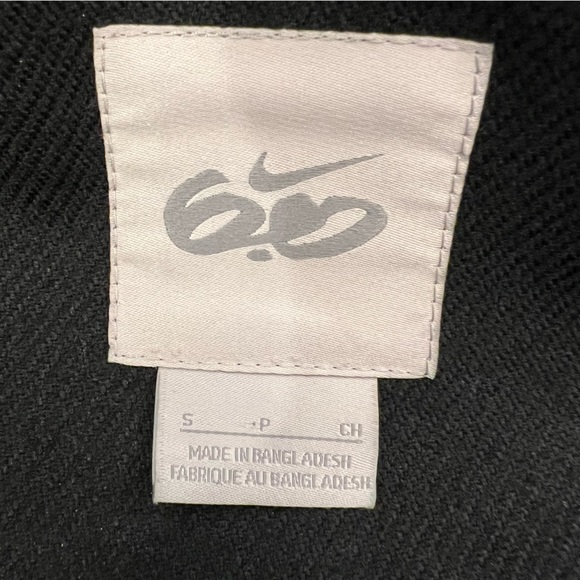 6.0
S P CH
MADE IN BANGLADESH
FABRIQUE AU BANGLADESH